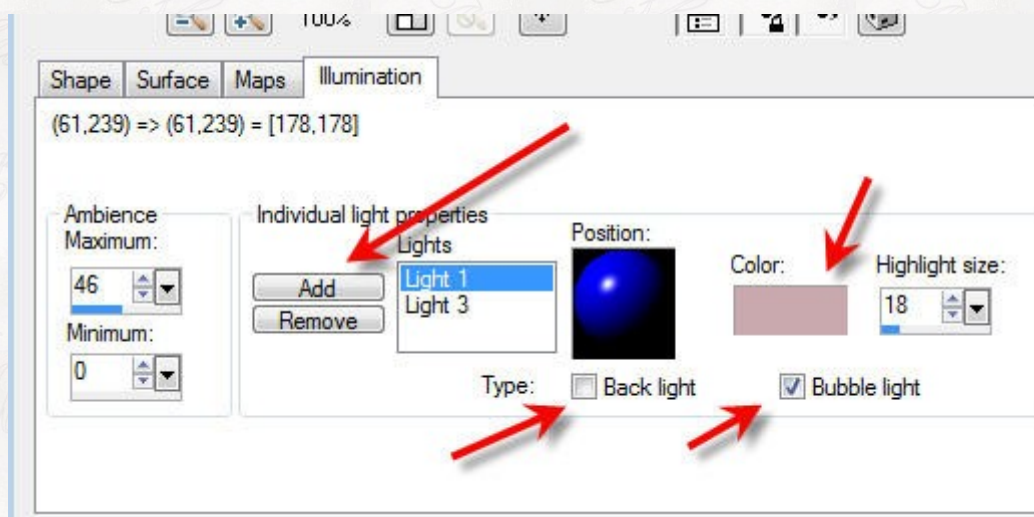 100%
Shape Surface Maps Illumination
(61,239) => (61,239) = [178,178]
Ambience
Maximum:
46
Minimum:
0
Individual light properties
Add
Remove
Lights
Light 1
Light 3
Position:
Color:
Highlight size:
18
Type: Back light Bubble light